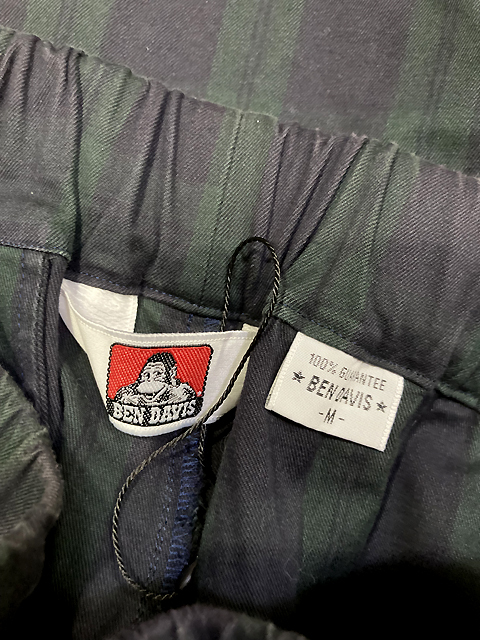 BEN DAVIS
100% GUANTEE
★ BEN DAVIS ★
- M -